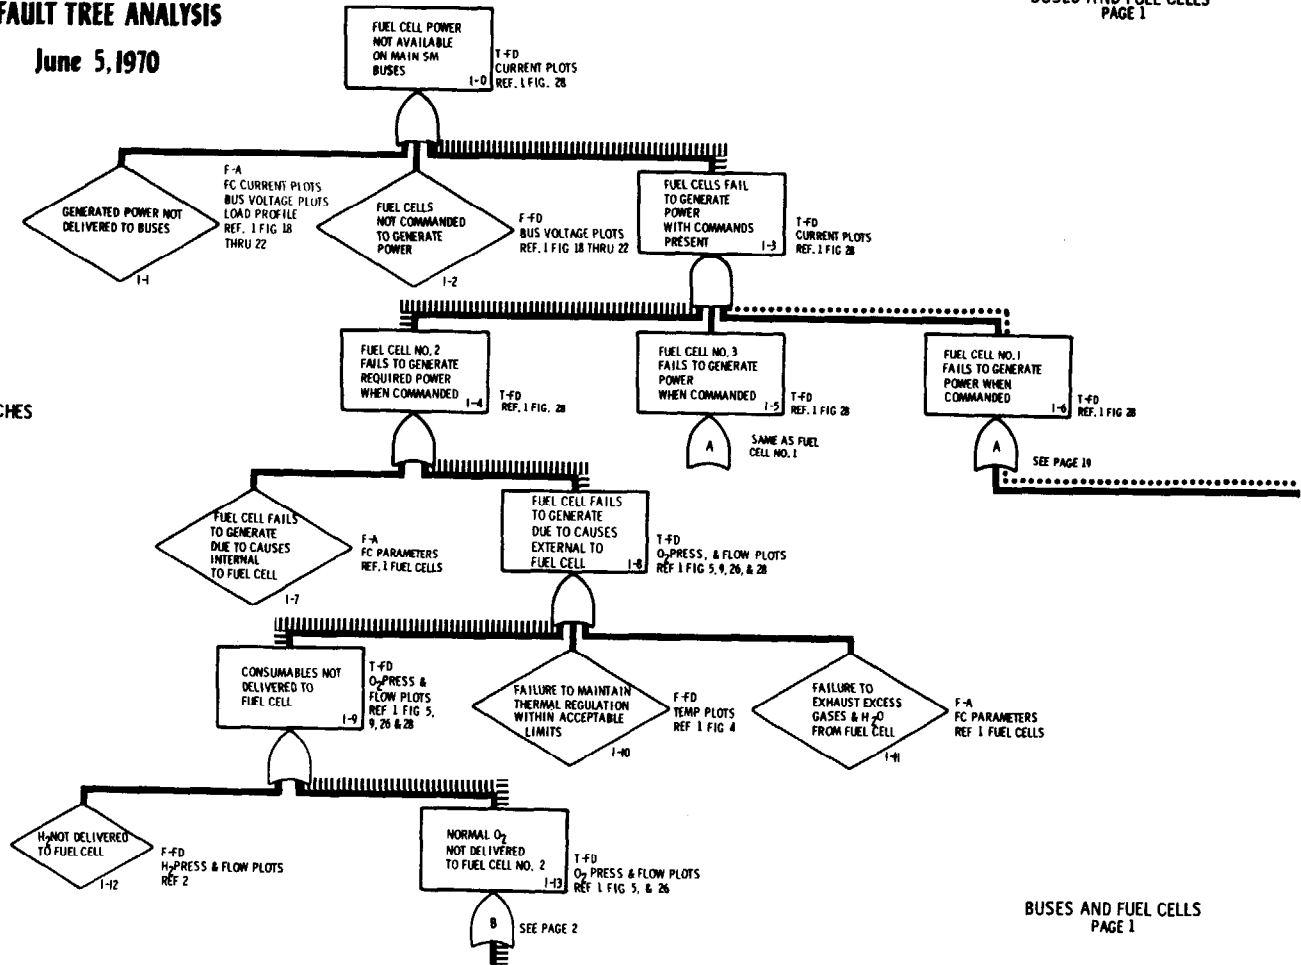 FAULT TREE ANALYSIS
June 5, 1970
PAGE 1
FUEL CELL POWER
NOT AVAILABLE
ON MAIN SM
BUSES
1-0
T-FD
CURRENT PLOTS
REF. 1 FIG. 28
GENERATED POWER NOT
DELIVERED TO BUSES
1-1
F-A
FC CURRENT PLOTS
BUS VOLTAGE PLOTS
LOAD PROFILE
REF. 1 FIG 18
THRU 22
FUEL CELLS
NOT COMMANDED
TO GENERATE
POWER
1-2
F-FD
BUS VOLTAGE PLOTS
REF. 1 FIG 18 THRU 22
FUEL CELLS FAIL
TO GENERATE
POWER
WITH COMMANDS
PRESENT
1-3
T-FD
CURRENT PLOTS
REF. 1 FIG 28
FUEL CELL NO. 2
FAILS TO GENERATE
REQUIRED POWER
WHEN COMMANDED
1-4
T-FD
REF. 1 FIG. 28
FUEL CELL NO. 3
FAILS TO GENERATE
POWER
WHEN COMMANDED
1-5
T-FD
REF. 1 FIG 28
FUEL CELL NO. 1
FAILS TO GENERATE
POWER WHEN
COMMANDED
1-6
T-FD
REF. 1 FIG 28
CHES
A
SAME AS FUEL
CELL NO. 1
A
SEE PAGE 19
FUEL CELL FAILS
TO GENERATE
DUE TO CAUSES
INTERNAL
TO FUEL CELL
1-7
F-A
FC PARAMETERS
REF. 1 FUEL CELLS
FUEL CELL FAILS
TO GENERATE
DUE TO CAUSES
EXTERNAL TO
FUEL CELL
1-8
T-FD
O2 PRESS, & FLOW PLOTS
REF 1 FIG 5, 9, 26, & 28
CONSUMABLES NOT
DELIVERED TO
FUEL CELL
1-9
T-FD
O2 PRESS &
FLOW PLOTS
REF 1 FIG 5,
9, 26 & 28
FAILURE TO MAINTAIN
THERMAL REGULATION
WITHIN ACCEPTABLE
LIMITS
1-10
F-FD
TEMP PLOTS
REF 1 FIG 4
FAILURE TO
EXHAUST EXCESS
GASES & H2O
FROM FUEL CELL
1-11
F-A
FC PARAMETERS
REF 1 FUEL CELLS
H2 NOT DELIVERED
TO FUEL CELL
1-12
F-FD
H2 PRESS & FLOW PLOTS
REF 2
NORMAL O2
NOT DELIVERED
TO FUEL CELL NO. 2
1-13
T-FD
O2 PRESS & FLOW PLOTS
REF 1 FIG 5, & 26
B
SEE PAGE 2
BUSES AND FUEL CELLS
PAGE 1